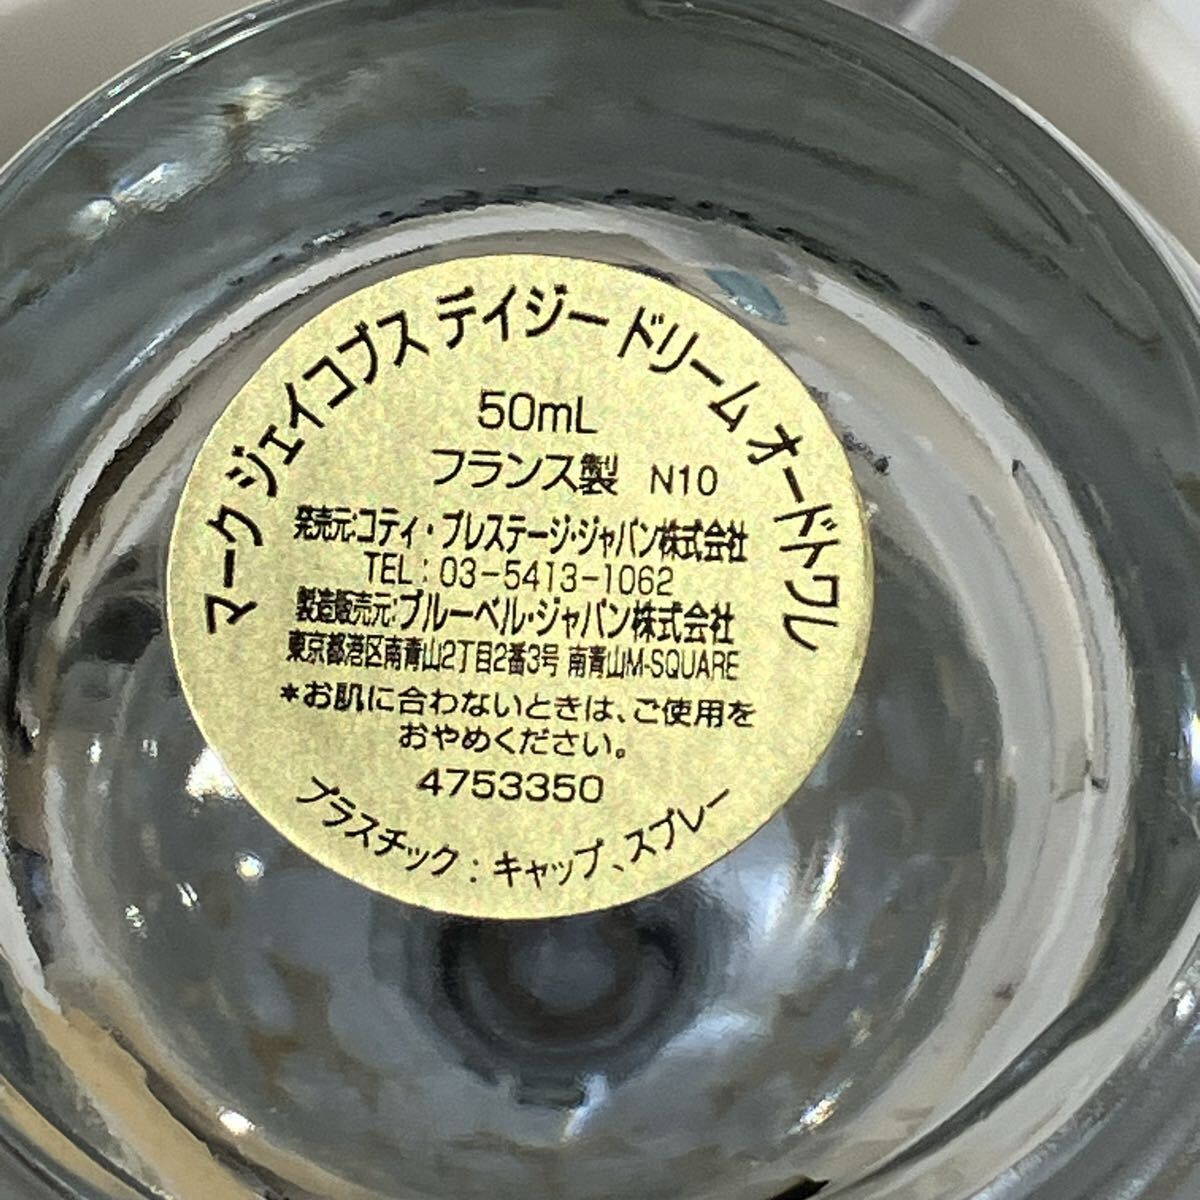 マーク ジェイコブス デイジー ドリーム オードトワレ
50mL
フランス製 N10
発売元:コティ・プレステージ・ジャパン株式会社
TEL : 03-5413-1062
製造販売元:ブルーベル・ジャパン株式会社
東京都港区南青山2丁目2番3号 南青山M-SQUARE
*お肌に合わないときは、ご使用を
おやめください。
4753350
プラスチック : キャップ、スプレー